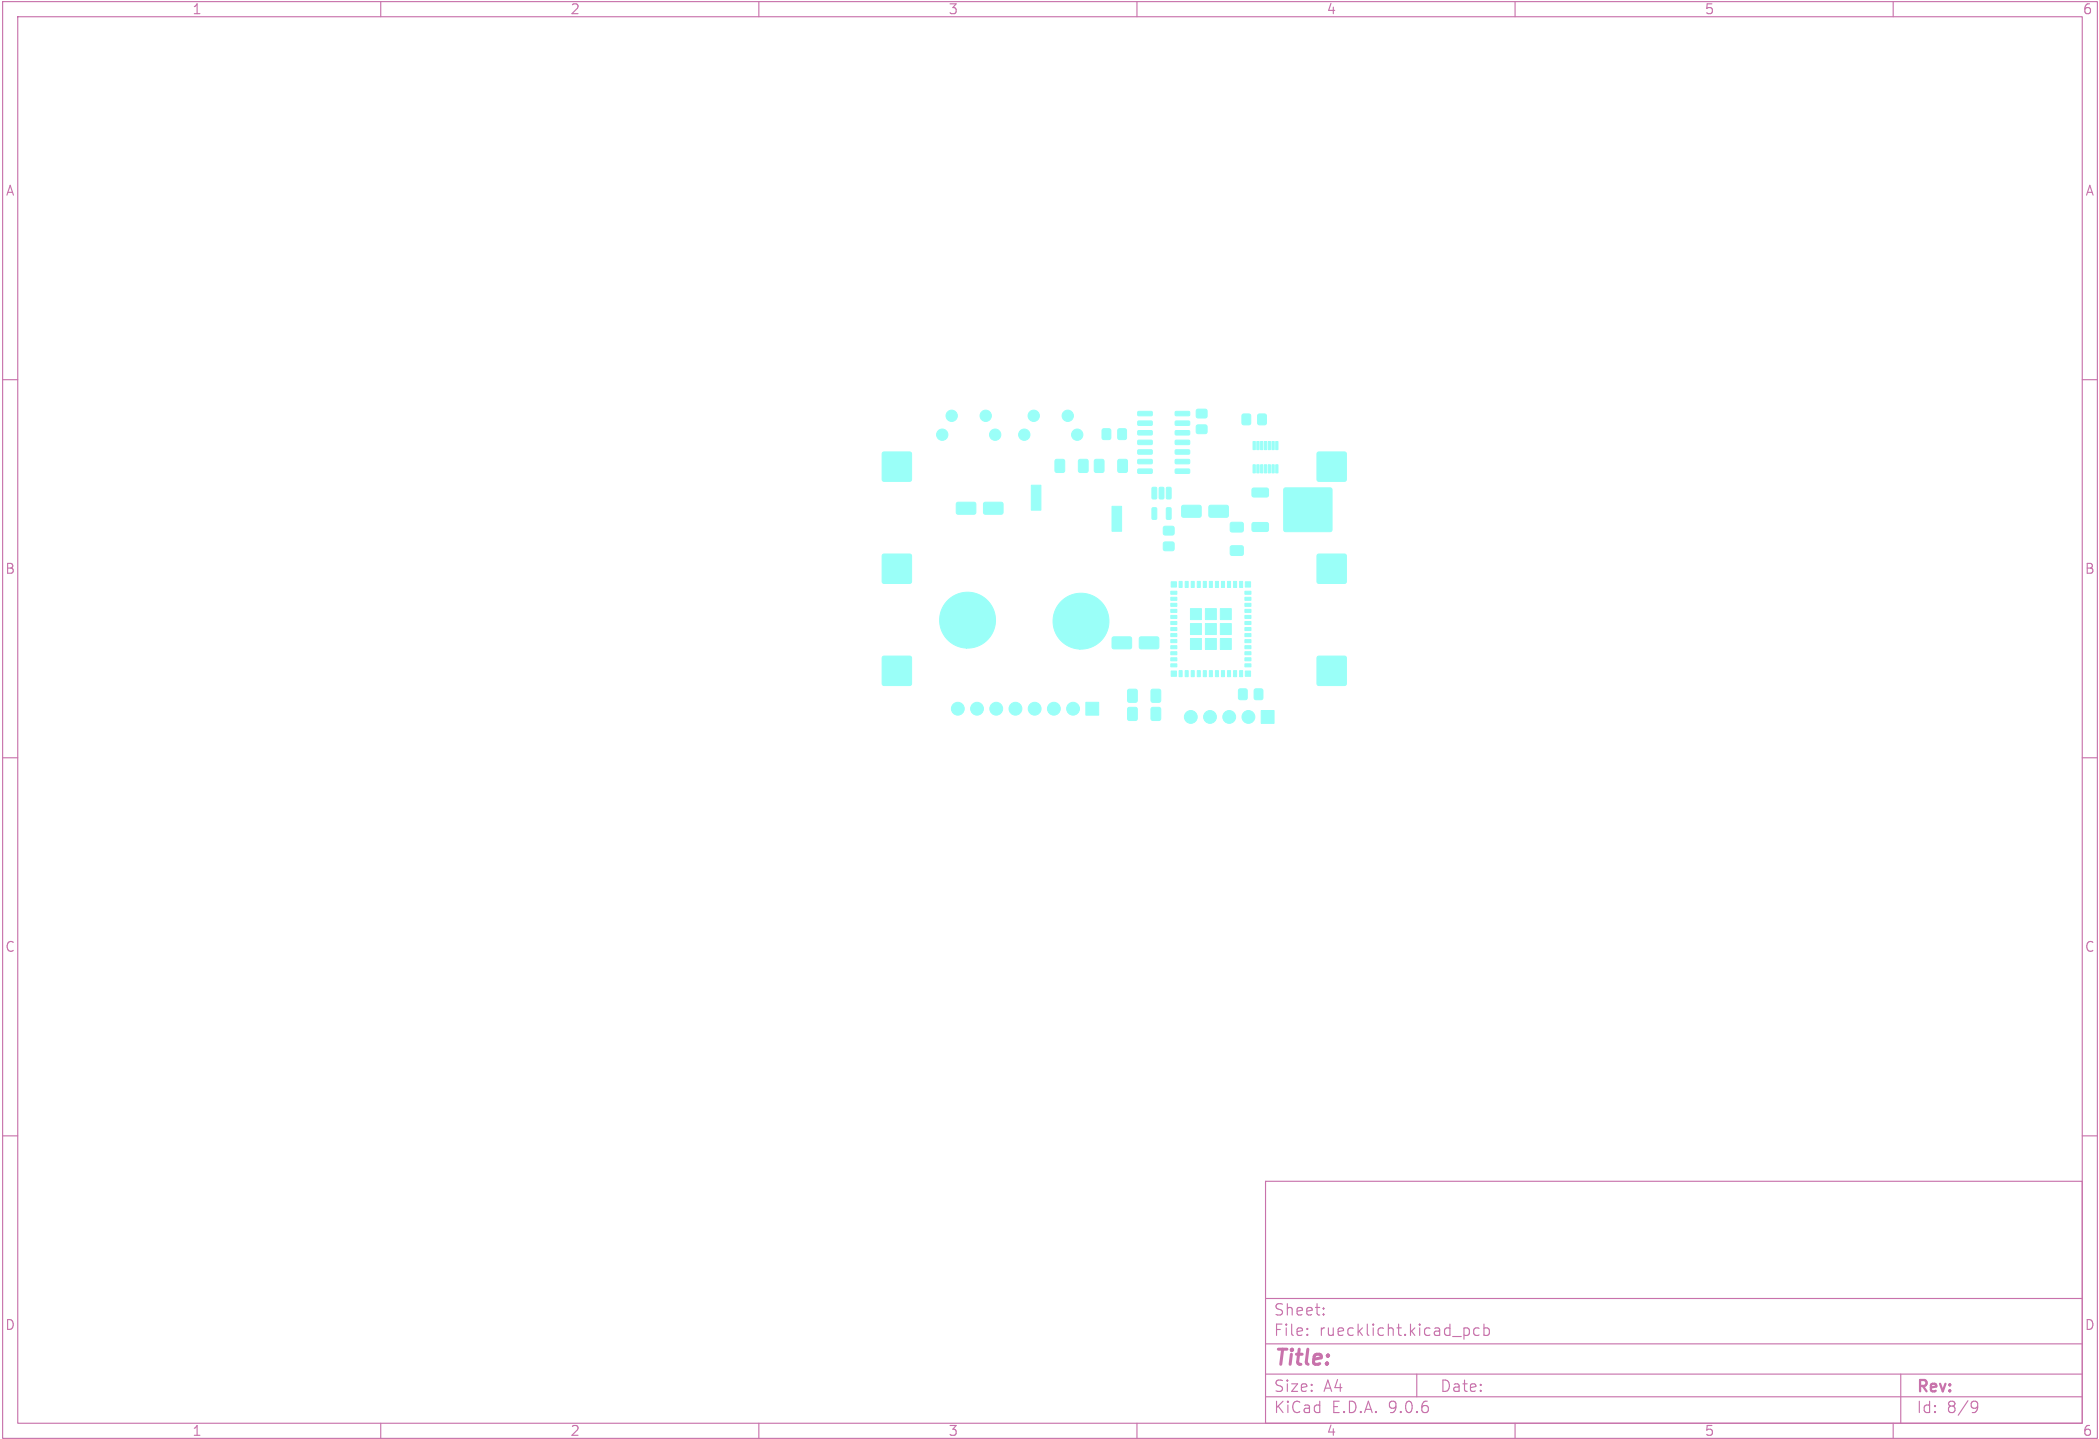 1 2 3 4 5 6
A A
B B
C C
D D
Sheet:
File: ruecklicht.kicad_pcb
Title:
Size: A4 Date: Rev:
KiCad E.D.A. 9.0.6 Id: 8/9
1 2 3 4 5 6